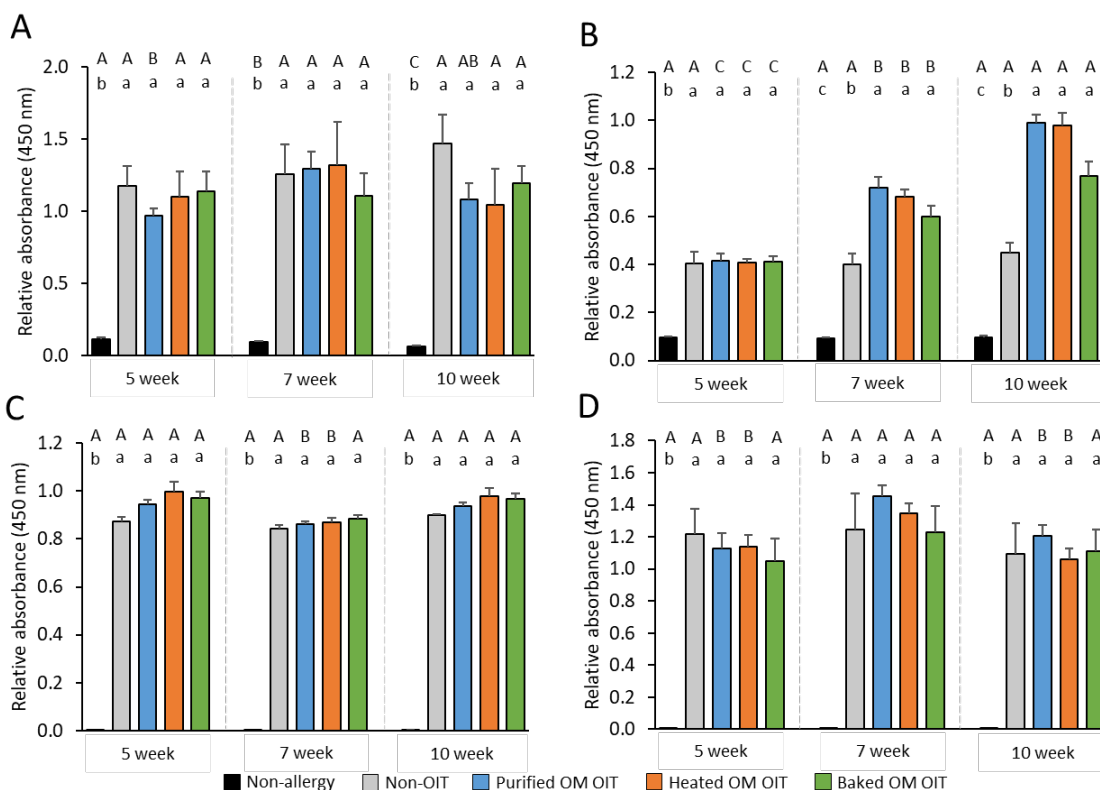 A
B
A A B A A
B A A A A
C A AB A A
b a a a a
b a a a a
b a a a a
2.0
1.5
1.0
0.5
0.0
Relative absorbance (450 nm)
5 week
7 week
10 week
A A C C C
A A B B B
A A A A A
b a a a a
c b a a a
c b a a a
1.2
1.0
0.8
0.6
0.4
0.2
0.0
Relative absorbance (450 nm)
5 week
7 week
10 week
C
D
A A A A A
A A B B A
A A A A A
b a a a a
b a a a a
b a a a a
1.2
1.0
0.8
0.6
0.4
0.2
0.0
Relative absorbance (450 nm)
5 week
7 week
10 week
A A B B A
A A A A A
A A B B A
b a a a a
b a a a a
b a a a a
1.8
1.6
1.4
1.2
1.0
0.8
0.6
0.4
0.2
0.0
Relative absorbance (450 nm)
5 week
7 week
10 week
Non-allergy
Non-OIT
Purified OM OIT
Heated OM OIT
Baked OM OIT